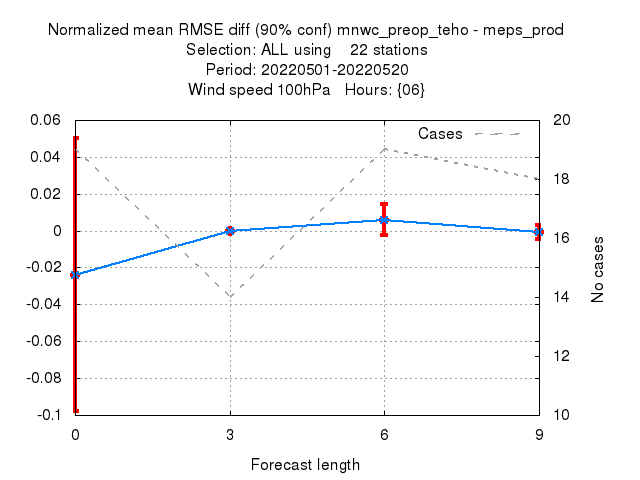 Normalized mean RMSE diff (90% conf) mnwc_preop_teho - meps_prod
Selection: ALL using 22 stations
Period: 20220501-20220520
Wind speed 100hPa Hours: {06}
Cases
0.06
0.04
0.02
0
-0.02
-0.04
-0.06
-0.08
-0.1
20
18
16
14
12
10
No cases
0 3 6 9
Forecast length